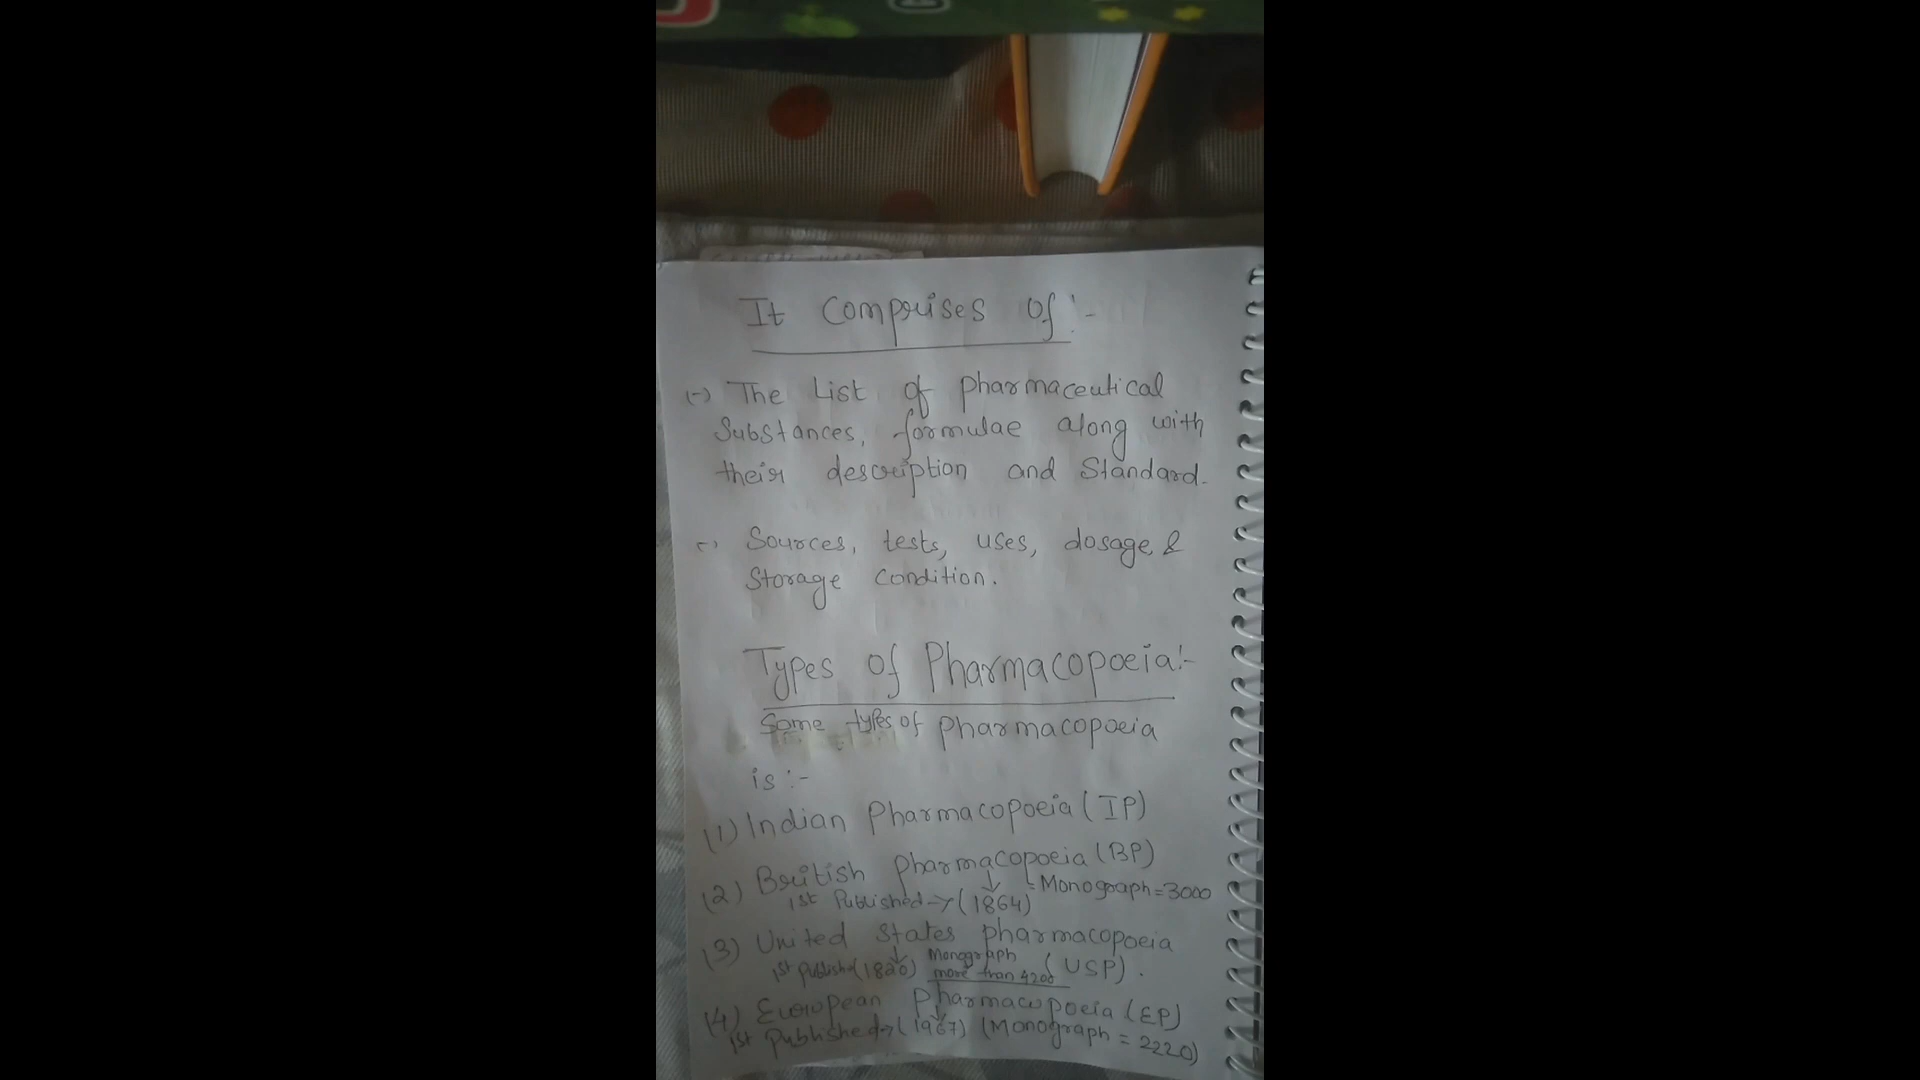 It Comprises of :-
(-) The List of pharmaceutical
Substances, formulae along with
their description and Standard.
(-) Sources, tests, uses, dosage &
Storage Condition.
Types of Pharmacopoeia:-
Some types of pharmacopoeia
is :-
(1) Indian Pharmacopoeia (IP)
(2) British pharmacopoeia (BP)
1st Published → (1864) = Monograph = 3000
(3) United States pharmacopoeia
1st publish (1820) Monograph more than 4200 (USP).
(4) European Pharmacopoeia (EP)
1st Published → (1967) (Monograph = 2220)